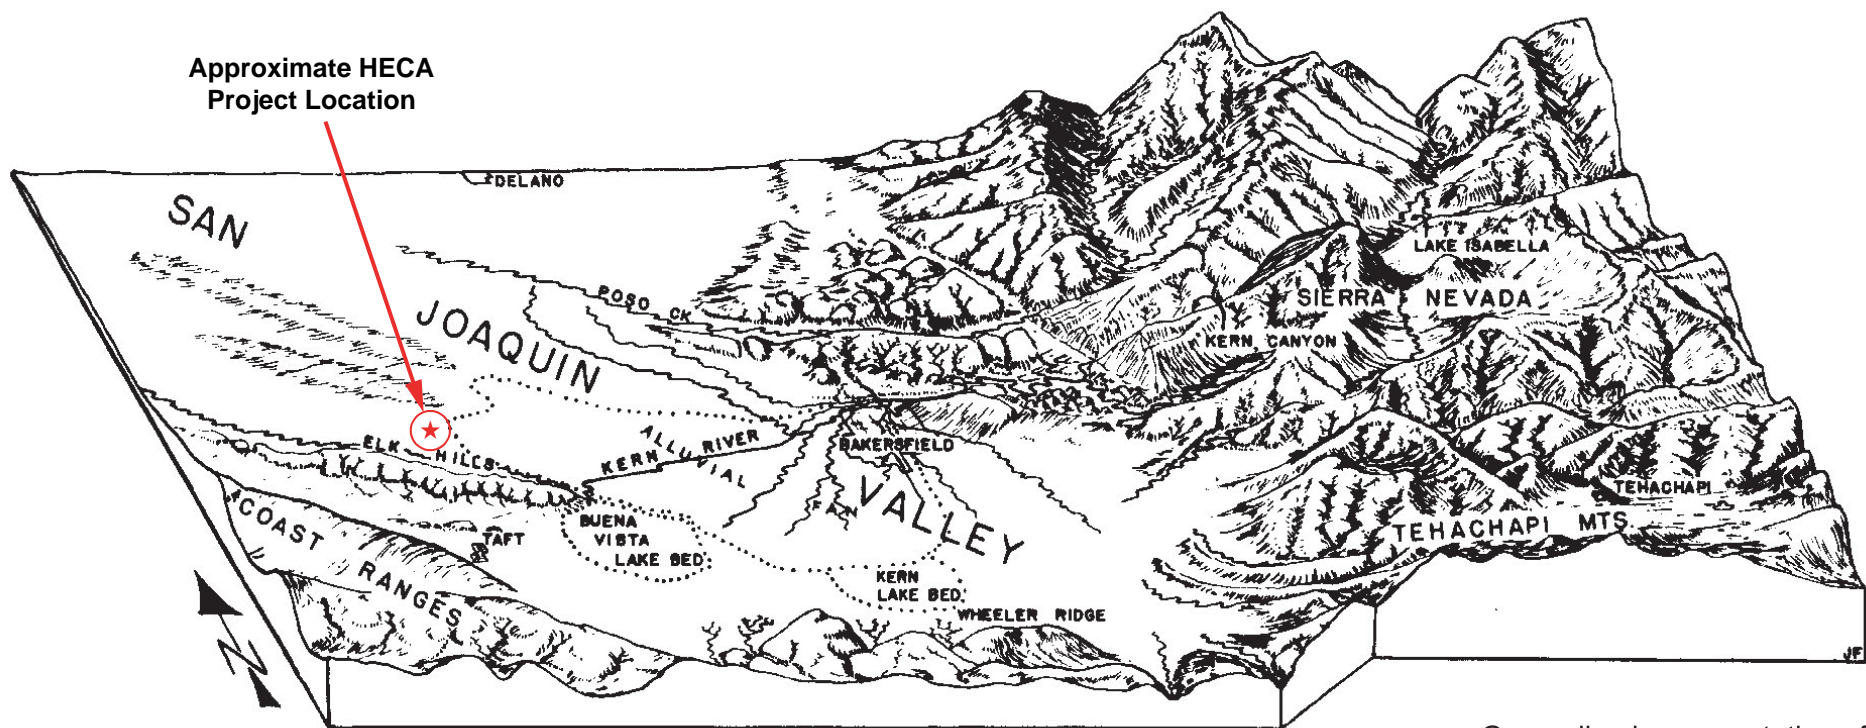 Approximate HECA
Project Location
DELANO
SAN
JOAQUIN
VALLEY
POSO CK
LAKE ISABELLA
SIERRA NEVADA
KERN CANYON
ELK HILLS
KERN RIVER
ALLUVIAL
FAN
BAKERSFIELD
TEHACHAPI
TEHACHAPI MTS
BUENA
VISTA
LAKE BED
TAFT
COAST
RANGES
KERN
LAKE BED
WHEELER RIDGE
N
JF